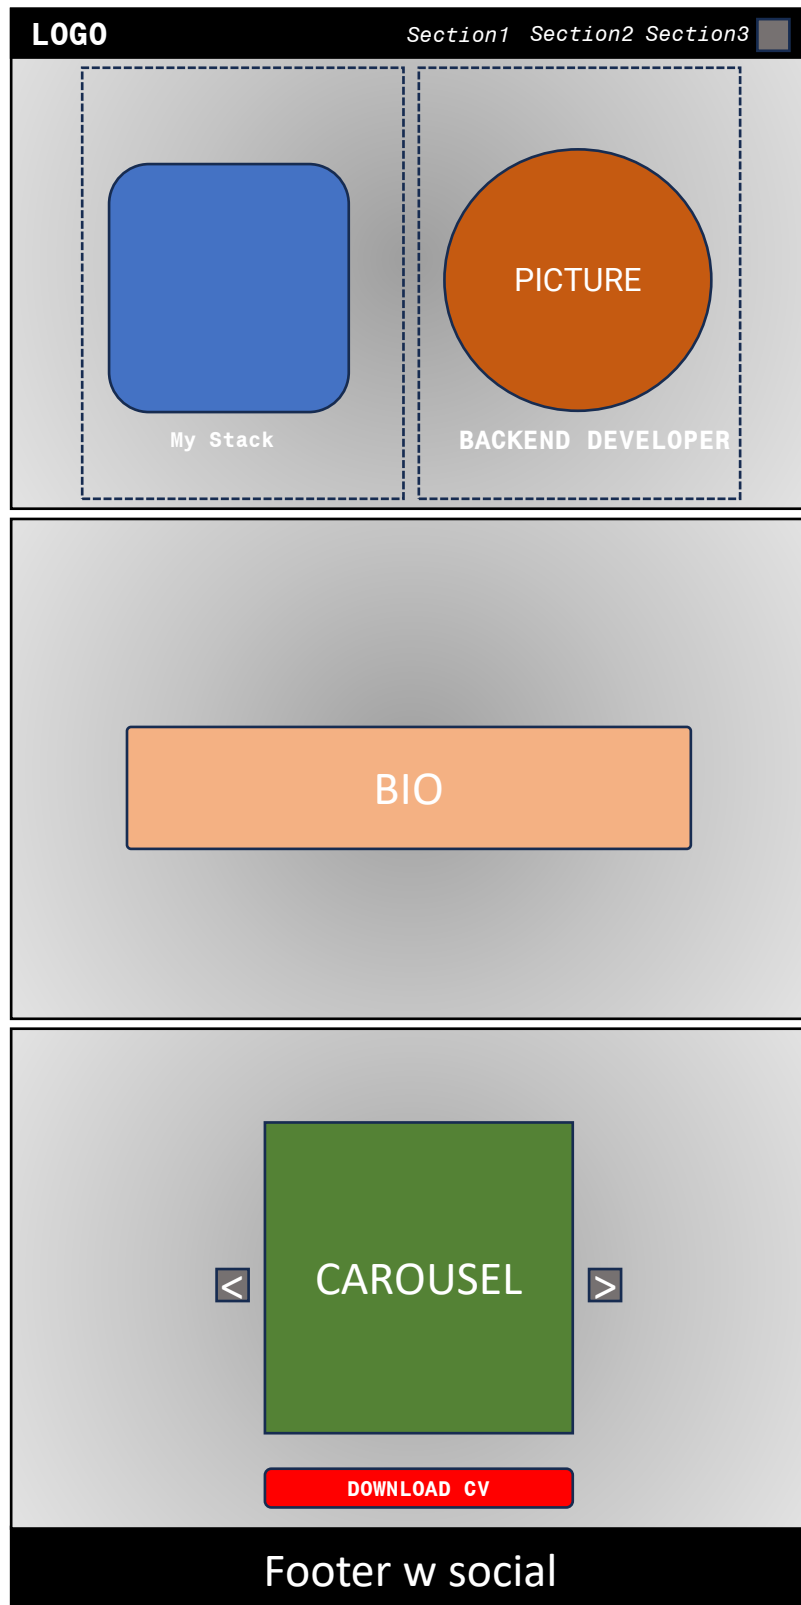 LOGO
Section1 Section2 Section3
PICTURE
My Stack
BACKEND DEVELOPER
BIO
CAROUSEL
<
>
DOWNLOAD CV
Footer w social